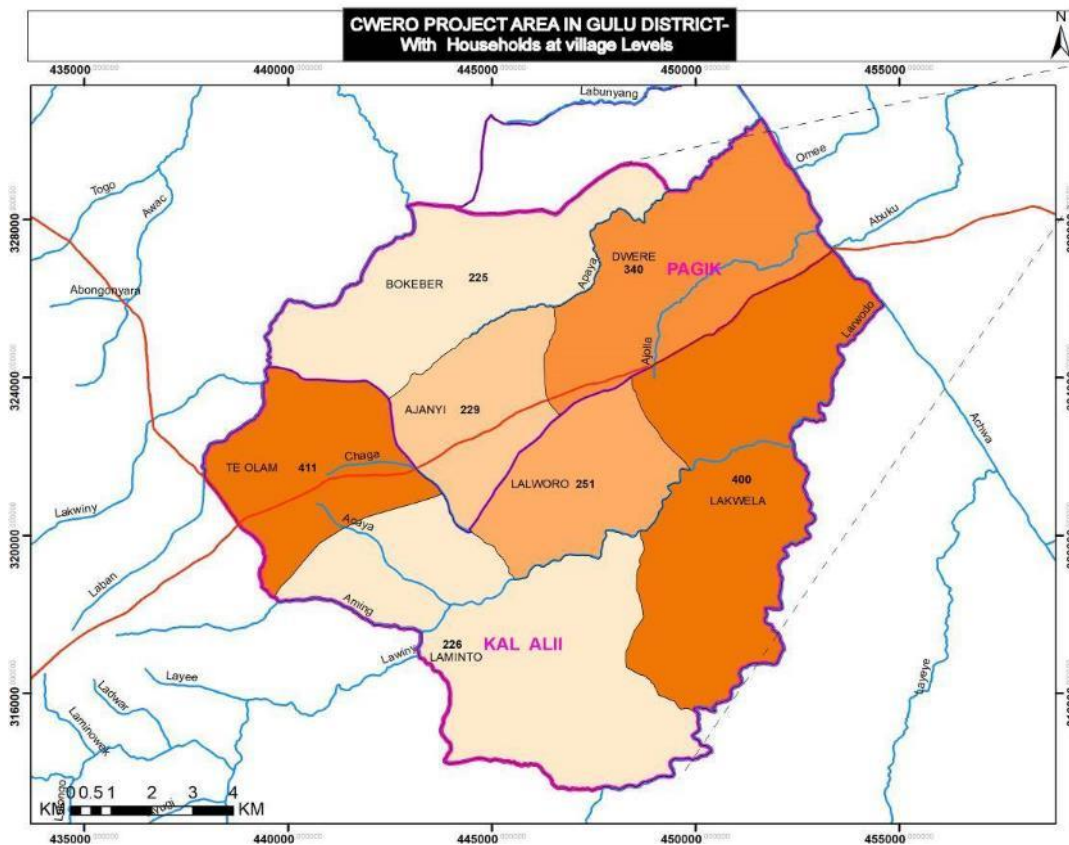 CWERO PROJECT AREA IN GULU DISTRICT-
With Households at village Levels
N
435000 440000 445000 450000 455000
Labunyang
Omee
Togo
Awac
Abuku
328000
DWERE
340
PAGIK
Apaya
BOKEBER 225
Abongonyara
Larwodo
Ajolla
324000
AJANYI 229
Achwa
Chaga
TE OLAM 411
LALWORO 251
400
LAKWELA
Lakwiny
Apaya
320000
Laban
Aming
226
LAMINTO
KAL ALII
Lawiny
Layee
Layeye
Ladwar
316000
Laminowek
0 0.5 1 2 3 4
KM KM
435000 440000 445000 450000 455000